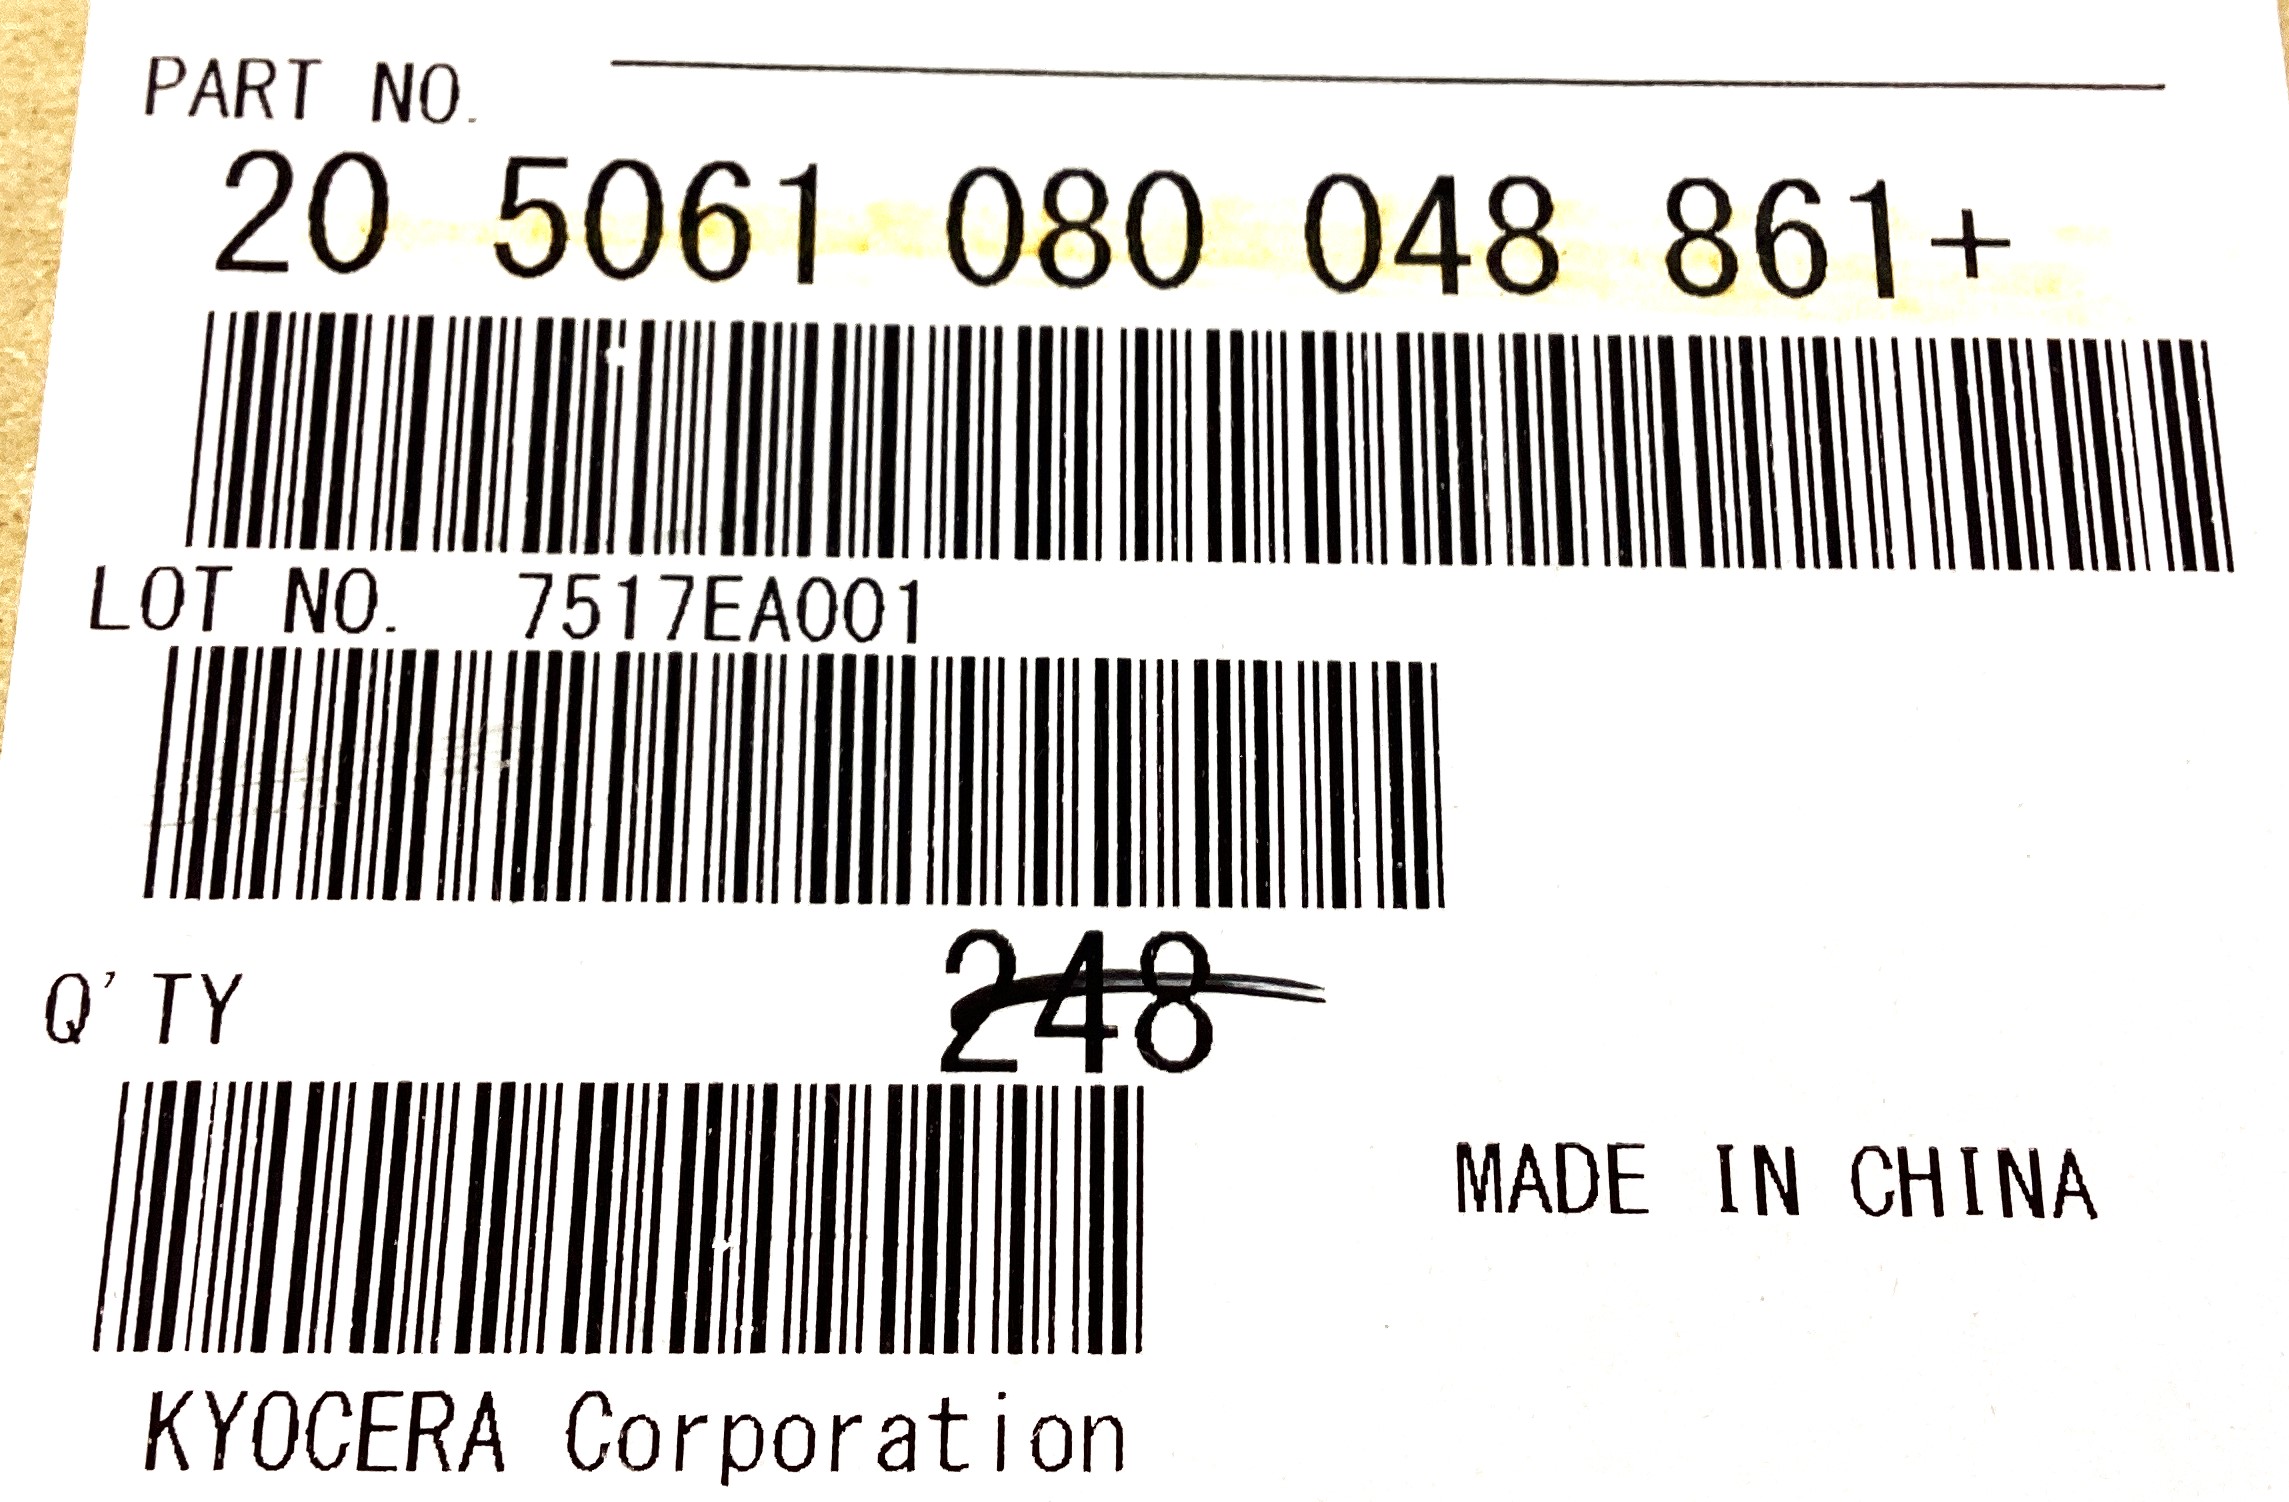 PART NO.
20 5061 080 048 861+
LOT NO. 7517EA001
Q'TY 248
MADE IN CHINA
KYOCERA Corporation